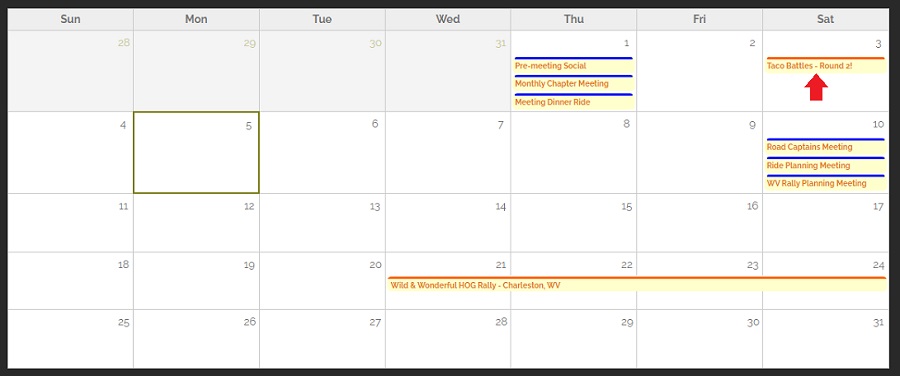 Sun Mon Tue Wed Thu Fri Sat
28 29 30 31 1 2 3
Pre-meeting Social
Monthly Chapter Meeting
Meeting Dinner Ride
Taco Battles - Round 2!
4 5 6 7 8 9 10
Road Captains Meeting
Ride Planning Meeting
WV Rally Planning Meeting
11 12 13 14 15 16 17
18 19 20 21 22 23 24
Wild & Wonderful HOG Rally - Charleston, WV
25 26 27 28 29 30 31